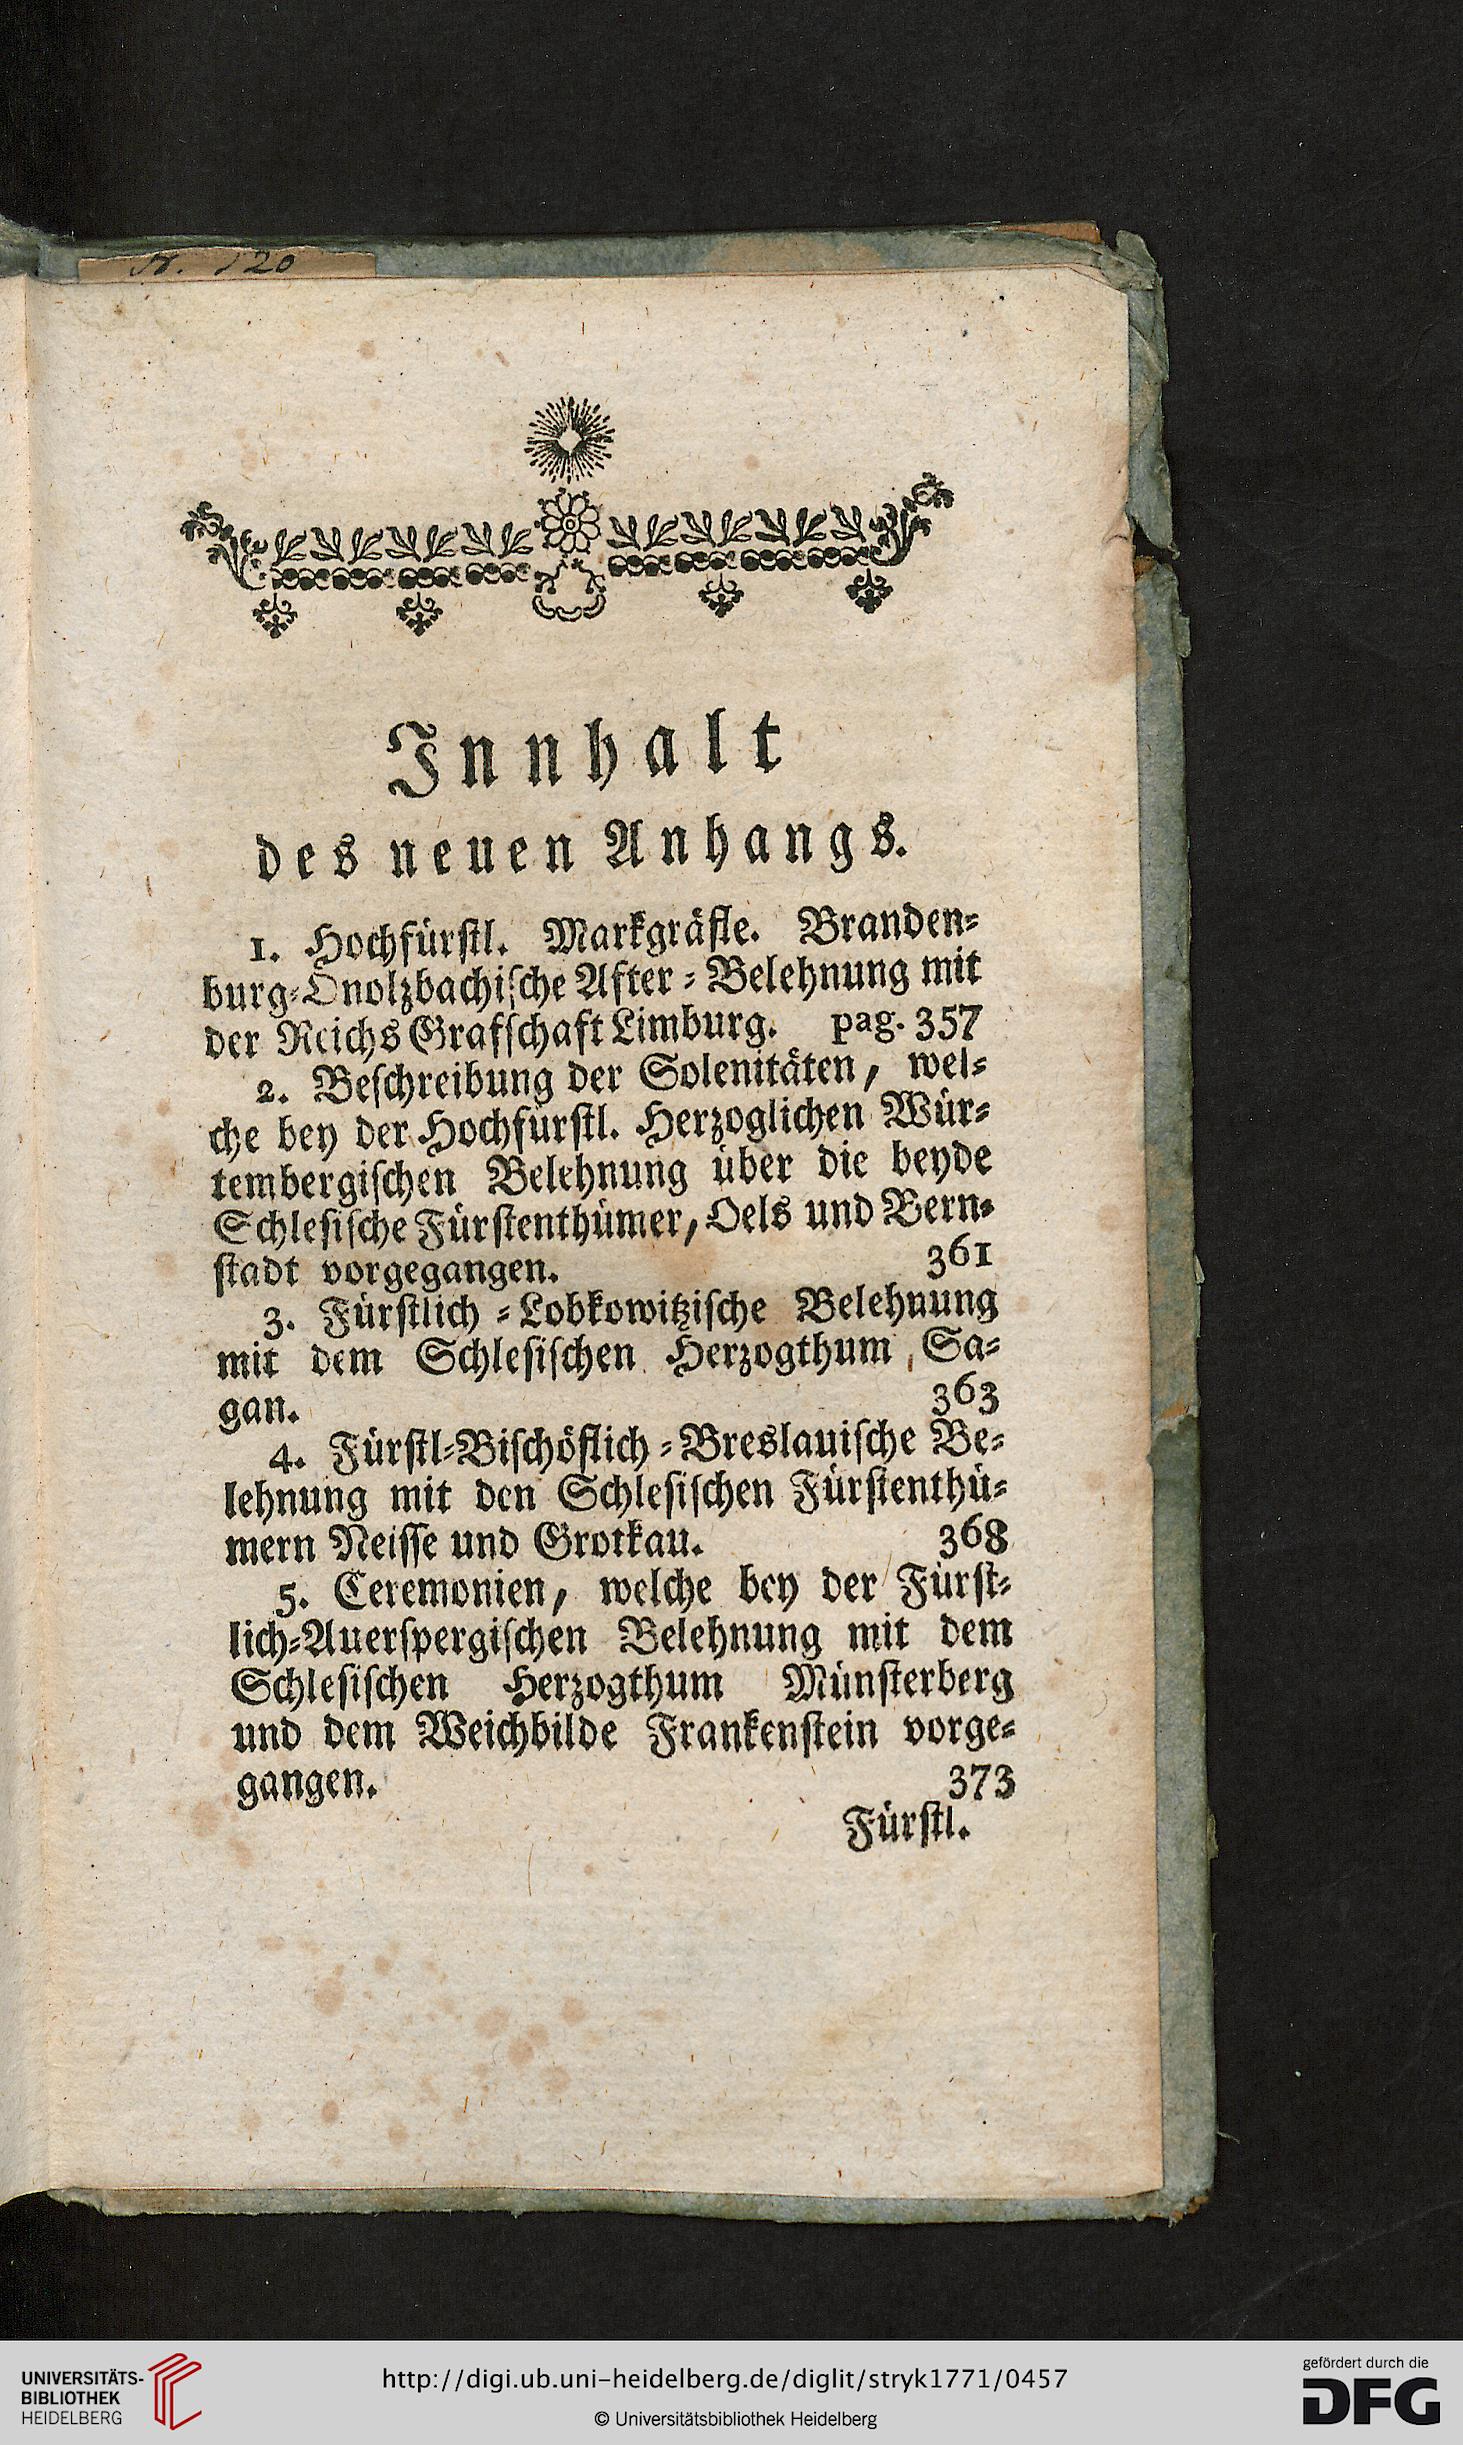 120
Innhalt
des neuen Anhangs.
1. Hochfürstl. Markgräfle. Branden-
burg-Onolzbachische After-Belehnung mit
der Reichs Grafschaft Limburg. pag. 357
2. Beschreibung der Solenitäten, wel-
che bey der Hochfürstl. Herzoglichen Wür-
tembergischen Belehnung über die beyde
Schlesische Fürstenthümer, Oels und Bern-
stadt vorgegangen. 361
3. Fürstlich-Lobkowitzische Belehnung
mit dem Schlesischen Herzogthum Sa-
gan. 363
4. Fürstl-Bischöflich-Breslauische Be-
lehnung mit den Schlesischen Fürstenthü-
mern Neisse und Grotkau. 368
5. Ceremonien, welche bey der Fürst-
lich-Auerspergischen Belehnung mit dem
Schlesischen Herzogthum Münsterberg
und dem Weichbilde Frankenstein vorge-
gangen. 373
Fürstl.
UNIVERSITÄTS-
BIBLIOTHEK
HEIDELBERG
http://digi.ub.uni-heidelberg.de/diglit/stryk1771/0457
© Universitätsbibliothek Heidelberg
gefördert durch die
DFG